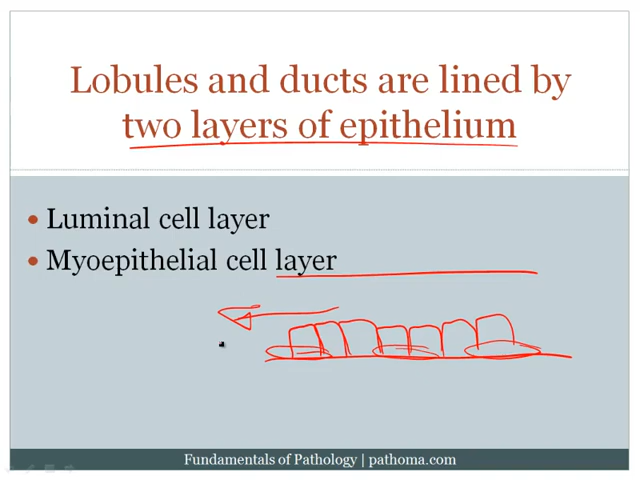 Lobules and ducts are lined by
two layers of epithelium
• Luminal cell layer
• Myoepithelial cell layer
Fundamentals of Pathology | pathoma.com